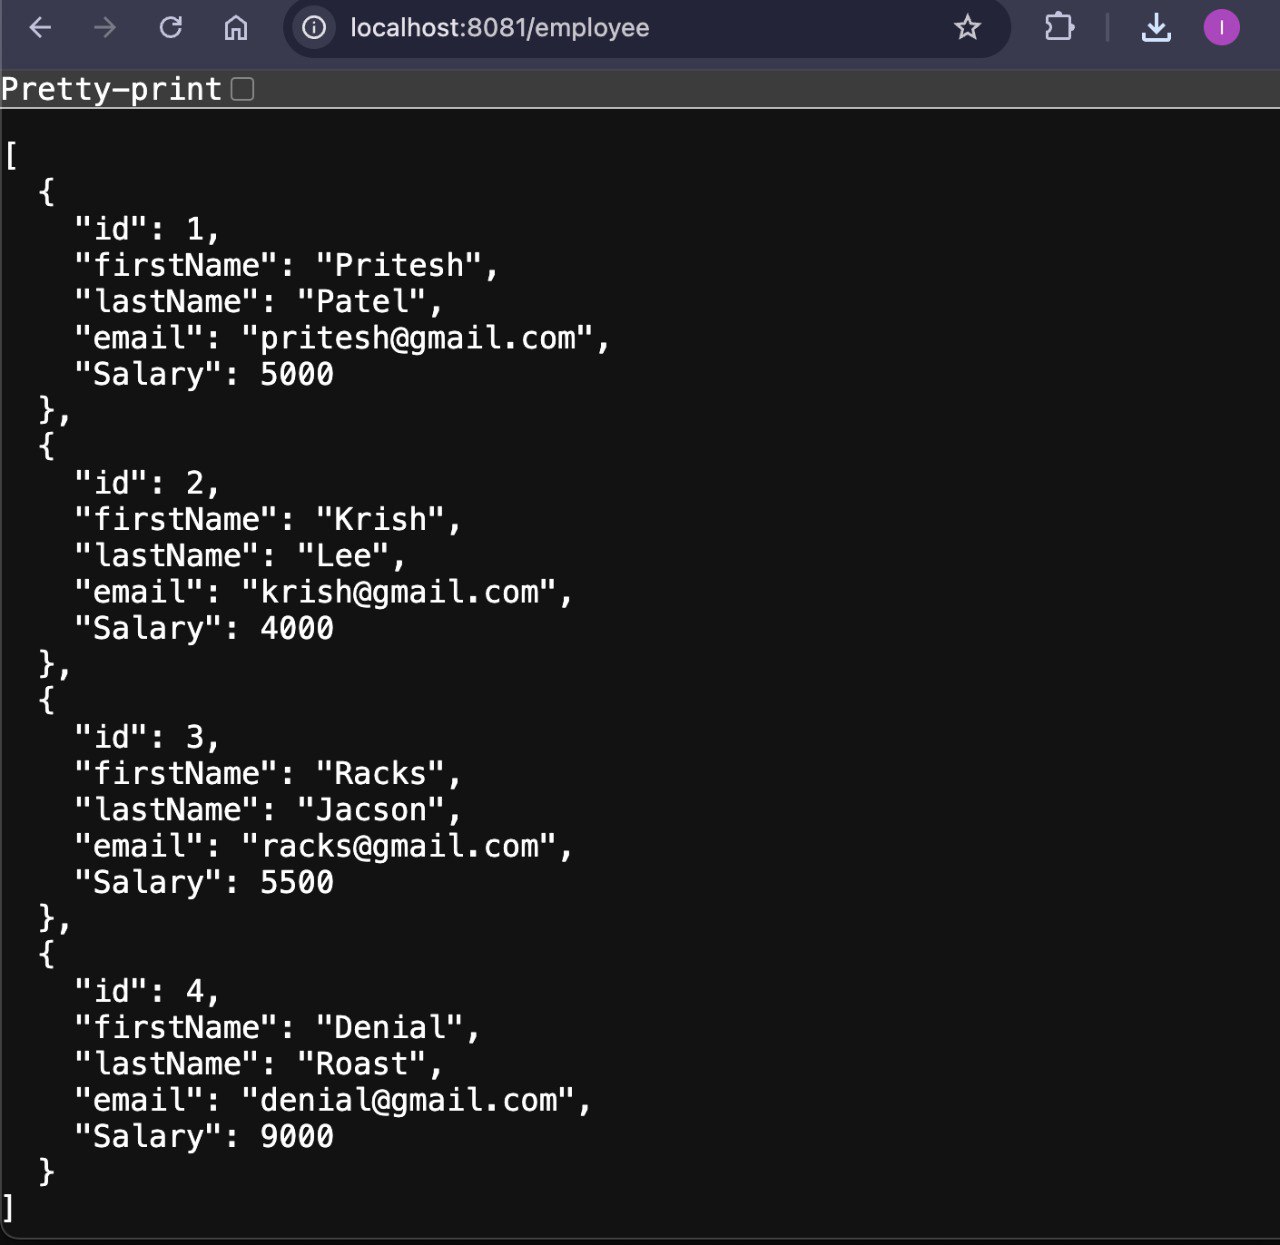 localhost:8081/employee
I
Pretty-print
[
  {
    "id": 1,
    "firstName": "Pritesh",
    "lastName": "Patel",
    "email": "pritesh@gmail.com",
    "Salary": 5000
  },
  {
    "id": 2,
    "firstName": "Krish",
    "lastName": "Lee",
    "email": "krish@gmail.com",
    "Salary": 4000
  },
  {
    "id": 3,
    "firstName": "Racks",
    "lastName": "Jacson",
    "email": "racks@gmail.com",
    "Salary": 5500
  },
  {
    "id": 4,
    "firstName": "Denial",
    "lastName": "Roast",
    "email": "denial@gmail.com",
    "Salary": 9000
  }
]